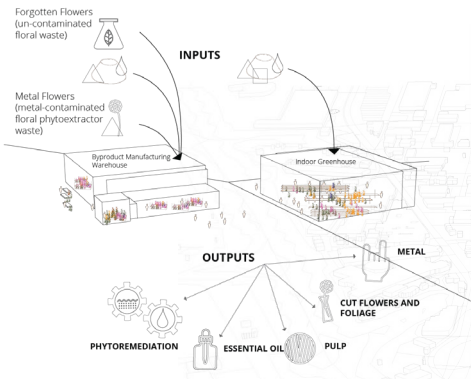 Forgotten Flowers
(un-contaminated
floral waste)
INPUTS
Metal Flowers
(metal-contaminated
floral phytoextractor
waste)
Byproduct Manufacturing
Warehouse
Indoor Greenhouse
OUTPUTS
METAL
CUT FLOWERS AND
FOLIAGE
PHYTOREMEDIATION
ESSENTIAL OIL
PULP